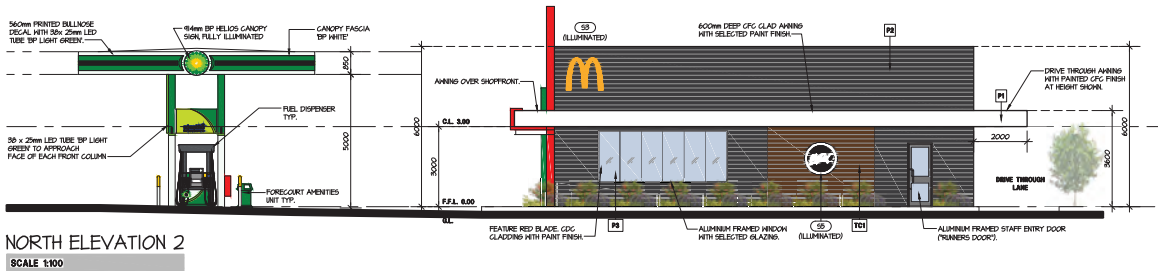 560mm PRINTED BULLNOSE
DECAL WITH 38x 25mm LED
TUBE 'BP LIGHT GREEN'.
914mm BP HELIOS CANOPY
SIGN, FULLY ILLUMINATED
CANOPY FASCIA
'BP WHITE'
850
5000
6000
FUEL DISPENSER
TYP.
38 x 25mm LED TUBE 'BP LIGHT
GREEN' TO APPROACH
FACE OF EACH FRONT COLUMN
FORECOURT AMENITIES
UNIT TYP.
S3
(ILLUMINATED)
600mm DEEP CFC CLAD AWNING
WITH SELECTED PAINT FINISH.
P2
AWNING OVER SHOPFRONT.
DRIVE THROUGH AWNING
WITH PAINTED CFC FINISH
AT HEIGHT SHOWN.
P1
C.L. 3.00
3000
2000
3600
6000
DRIVE THROUGH
LANE
F.F.L. 0.00
G.L.
FEATURE RED BLADE. CDC
CLADDING WITH PAINT FINISH.
P3
ALUMINIUM FRAMED WINDOW
WITH SELECTED GLAZING.
S5
(ILLUMINATED)
TC1
ALUMINIUM FRAMED STAFF ENTRY DOOR
("RUNNERS DOOR").
NORTH ELEVATION 2
SCALE 1:100